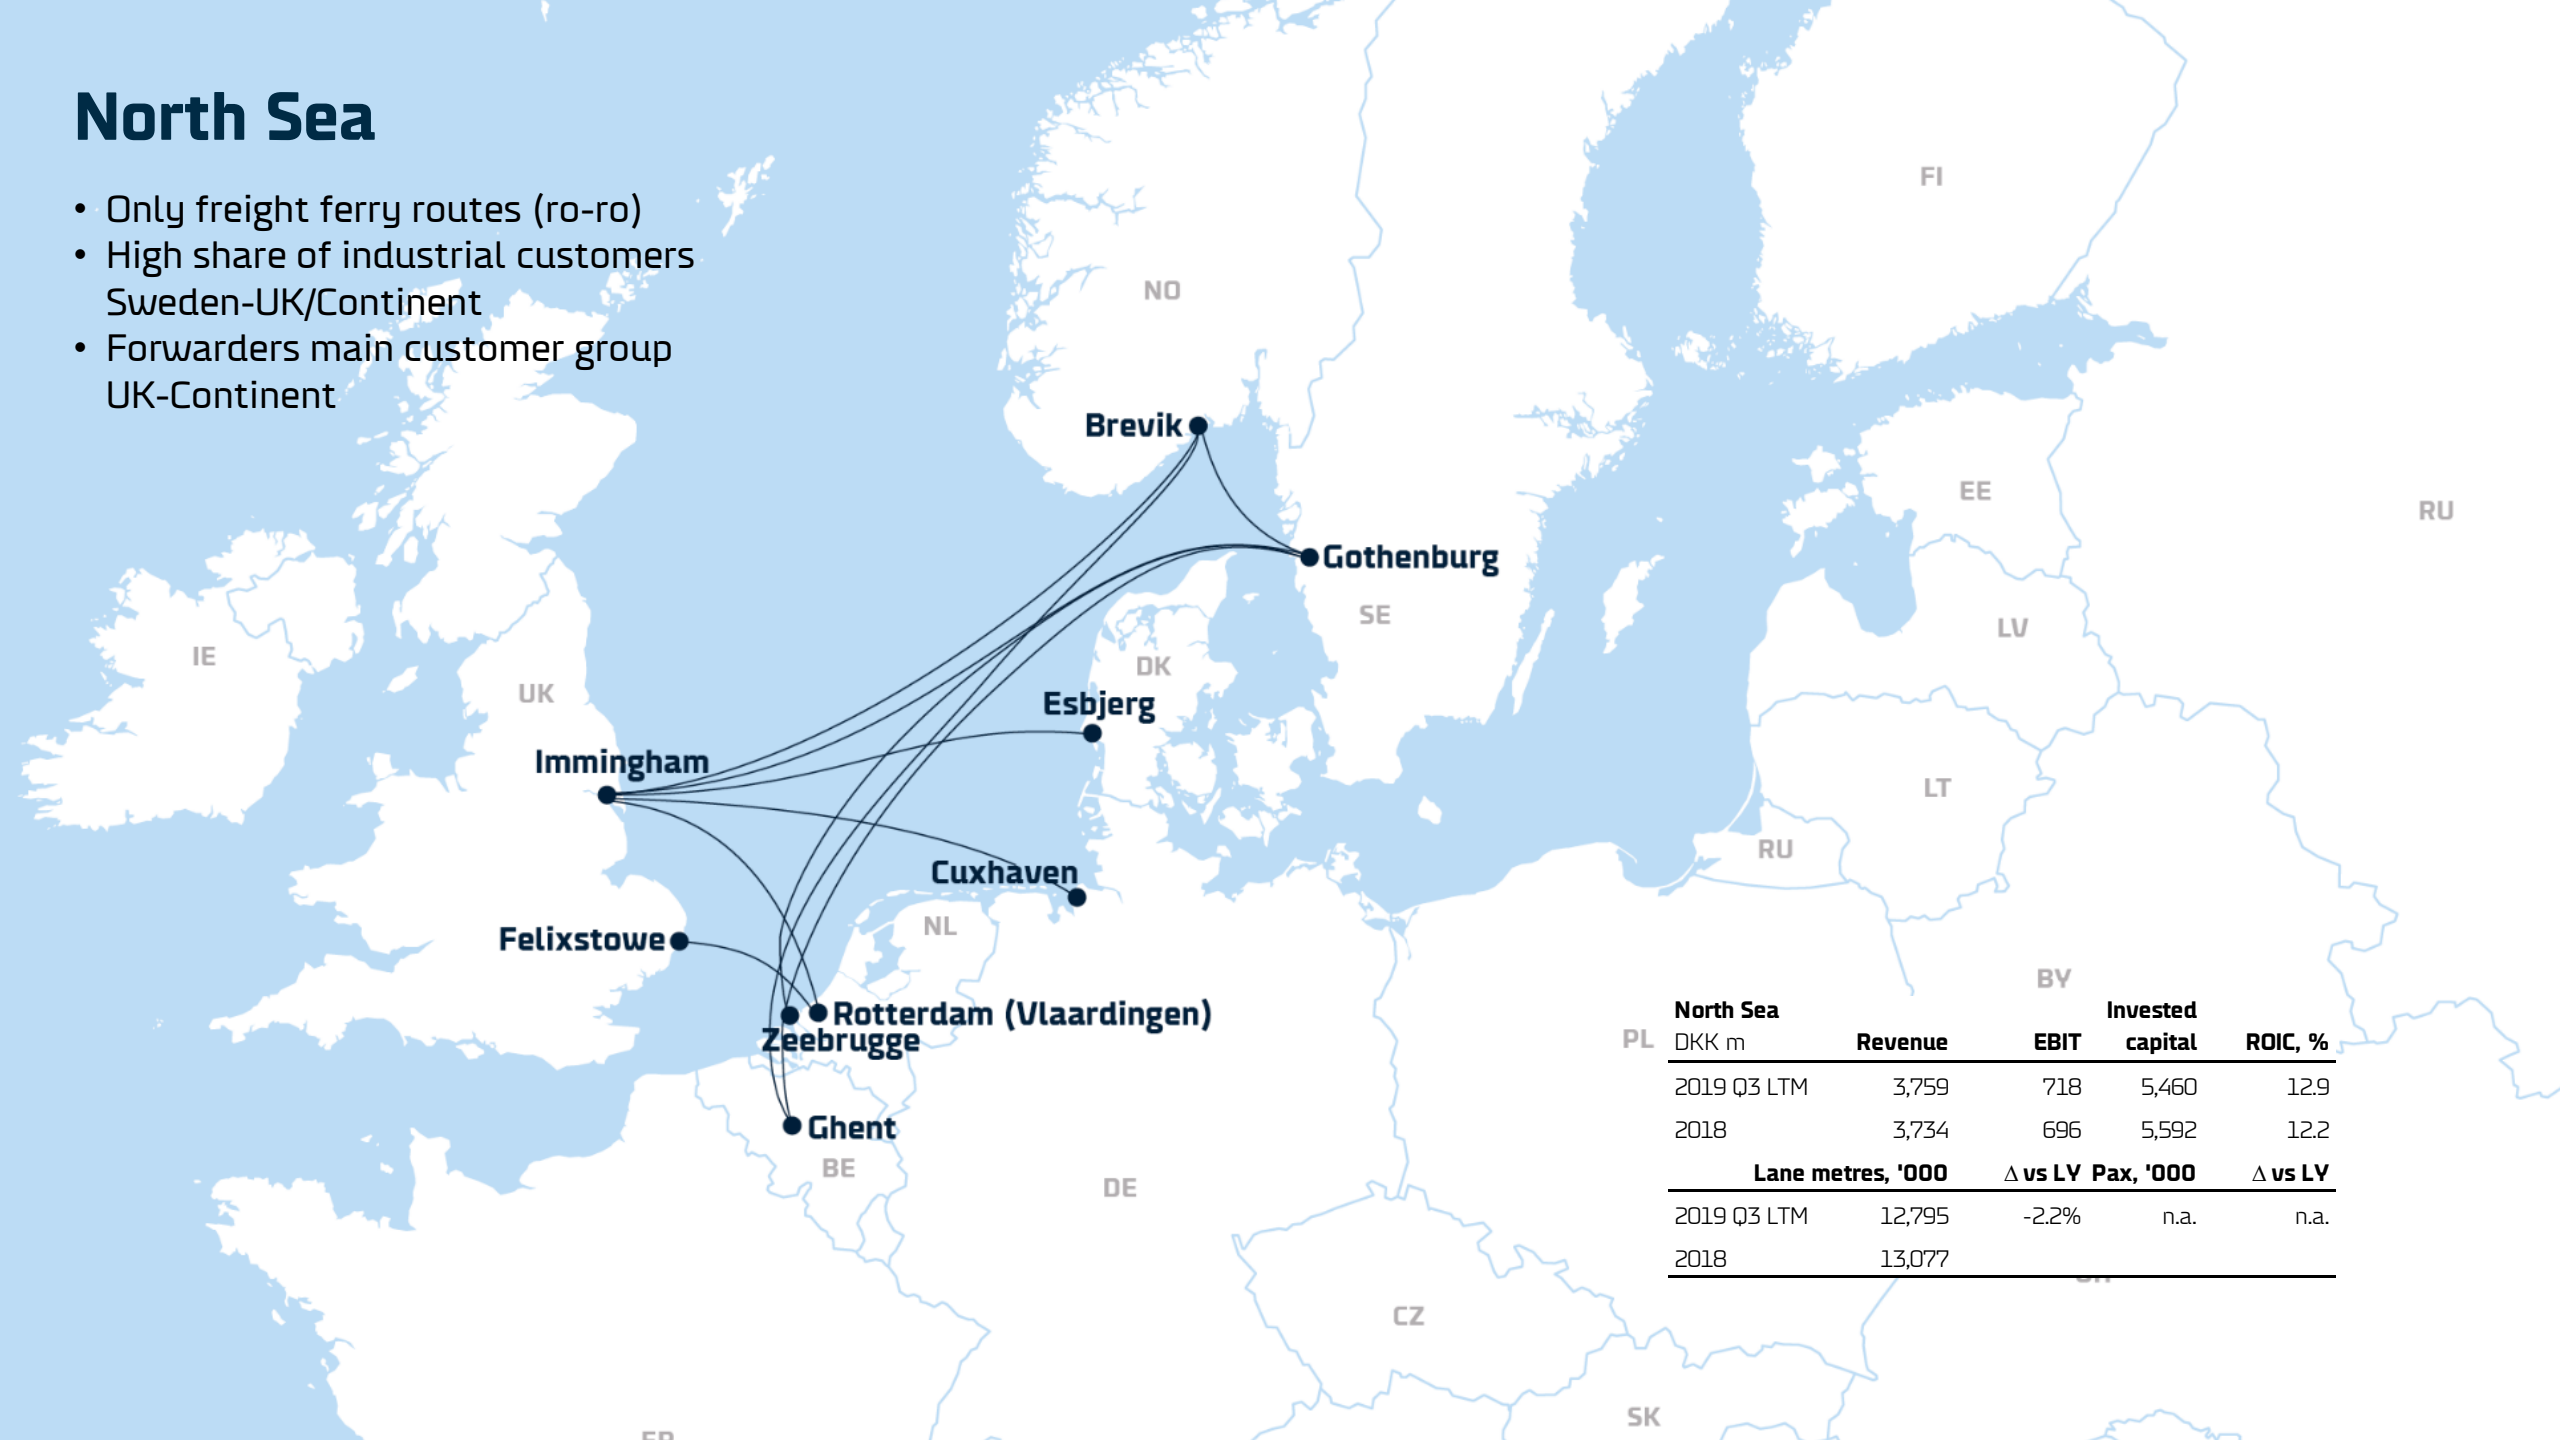 North Sea
• Only freight ferry routes (ro-ro)
• High share of industrial customers
Sweden-UK/Continent
• Forwarders main customer group
UK-Continent
FI
NO
Brevik
EE
RU
Gothenburg
SE
LV
IE
DK
UK
Esbjerg
Immingham
LT
RU
Cuxhaven
NL
Felixstowe
BY
Rotterdam (Vlaardingen)
Zeebrugge
PL
Ghent
BE
DE
CZ
SK
North Sea Invested
DKK m Revenue EBIT capital ROIC, %
2019 Q3 LTM 3,759 718 5,460 12.9
2018 3,734 696 5,592 12.2
Lane metres, '000 Δ vs LY Pax, '000 Δ vs LY
2019 Q3 LTM 12,795 -2.2% n.a. n.a.
2018 13,077